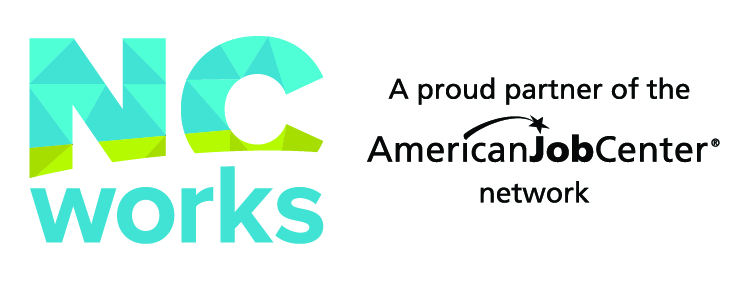 NC
works
A proud partner of the
AmericanJobCenter®
network